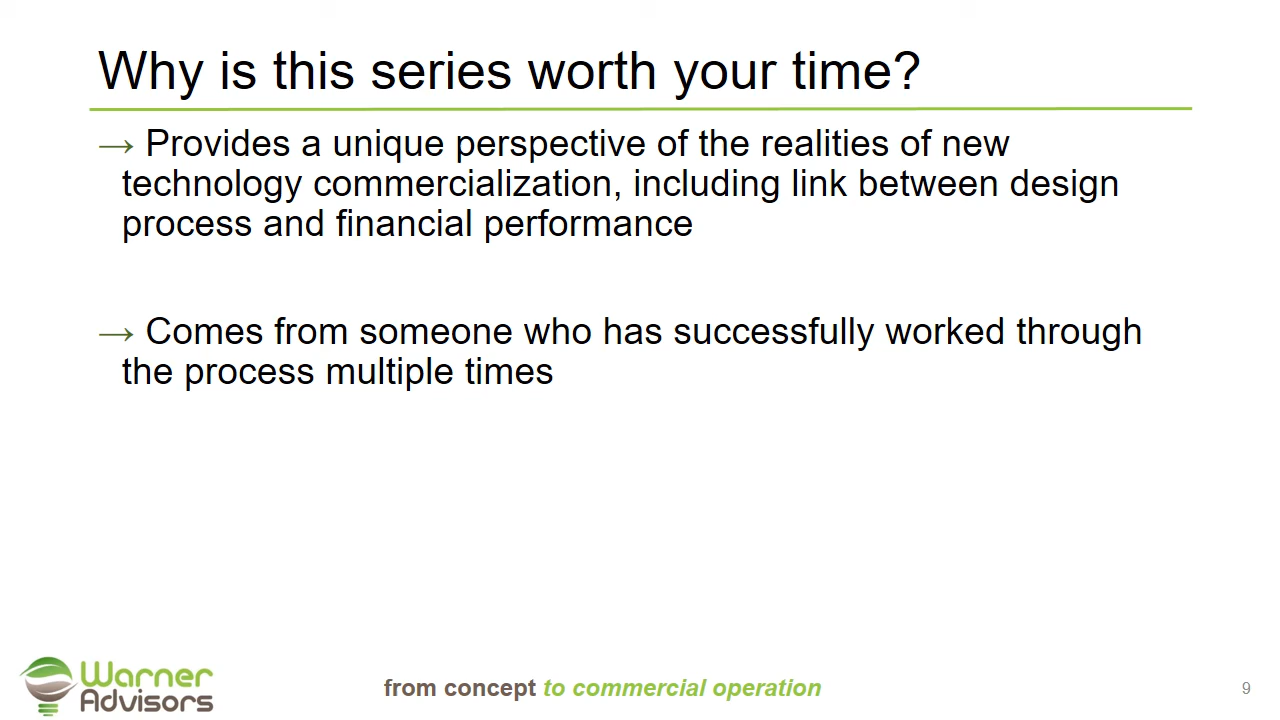 Why is this series worth your time?
→ Provides a unique perspective of the realities of new
technology commercialization, including link between design
process and financial performance
→ Comes from someone who has successfully worked through
the process multiple times
Warner
Advisors
from concept to commercial operation
9